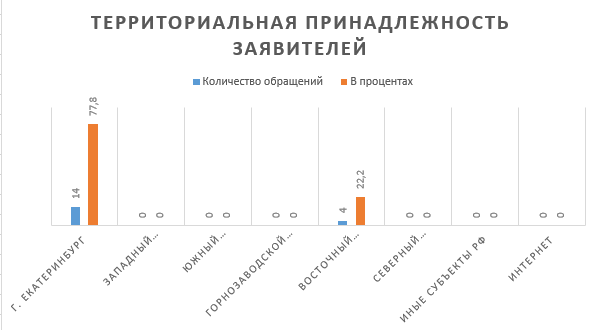 ТЕРРИТОРИАЛЬНАЯ ПРИНАДЛЕЖНОСТЬ
ЗАЯВИТЕЛЕЙ
Количество обращений
В процентах
14
77,8
0
0
0
0
0
0
4
22,2
0
0
0
0
0
0
Г. ЕКАТЕРИНБУРГ
ЗАПАДНЫЙ...
ЮЖНЫЙ...
ГОРНОЗАВОДСКОЙ...
ВОСТОЧНЫЙ...
СЕВЕРНЫЙ...
ИНЫЕ СУБЪЕКТЫ РФ
ИНТЕРНЕТ